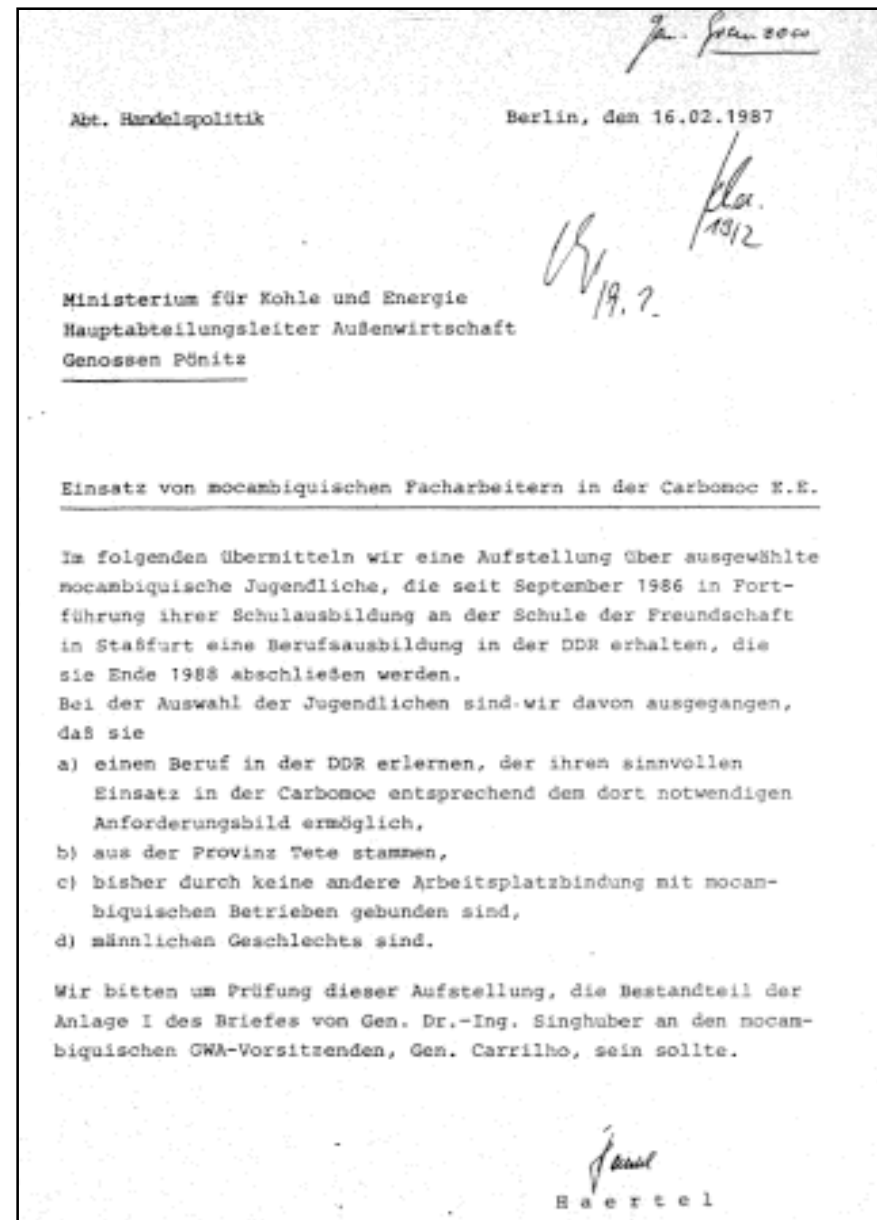 Gen.
Abt. Handelspolitik
Berlin, den 16.02.1987
19/2
19.2.
Ministerium für Kohle und Energie
Hauptabteilungsleiter Außenwirtschaft
Genossen Pönitz
Einsatz von mocambiquischen Facharbeitern in der Carbomoc E.E.
Im folgenden übermitteln wir eine Aufstellung über ausgewählte
mocambiquische Jugendliche, die seit September 1986 in Fort-
führung ihrer Schulausbildung an der Schule der Freundschaft
in Staßfurt eine Berufsausbildung in der DDR erhalten, die
sie Ende 1988 abschließen werden.
Bei der Auswahl der Jugendlichen sind wir davon ausgegangen,
daß sie
a) einen Beruf in der DDR erlernen, der ihren sinnvollen
Einsatz in der Carbomoc entsprechend dem dort notwendigen
Anforderungsbild ermöglich,
b) aus der Provinz Tete stammen,
c) bisher durch keine andere Arbeitsplatzbindung mit mocam-
biquischen Betrieben gebunden sind,
d) männlichen Geschlechts sind.
Wir bitten um Prüfung dieser Aufstellung, die Bestandteil der
Anlage I des Briefes von Gen. Dr.-Ing. Singhuber an den mocam-
biquischen GWA-Vorsitzenden, Gen. Carrilho, sein sollte.
Haertel